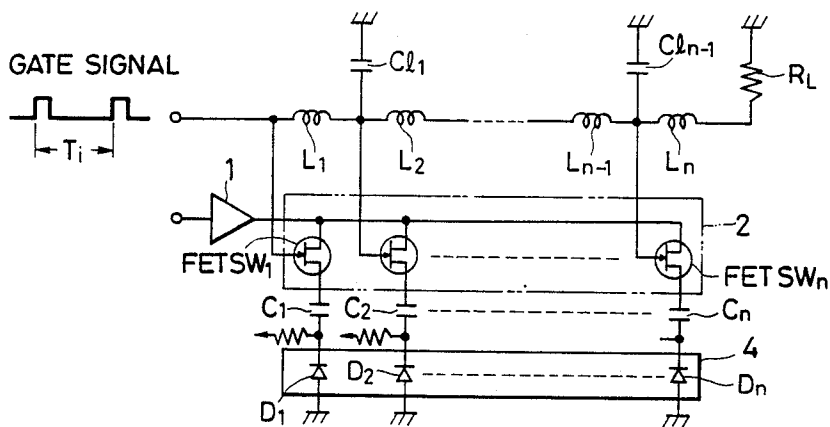 Cℓ1
Cℓn-1
RL
GATE SIGNAL
Ti
L1
L2
Ln-1
Ln
1
2
FETSW1
FETSWn
C1
C2
Cn
4
D1
D2
Dn